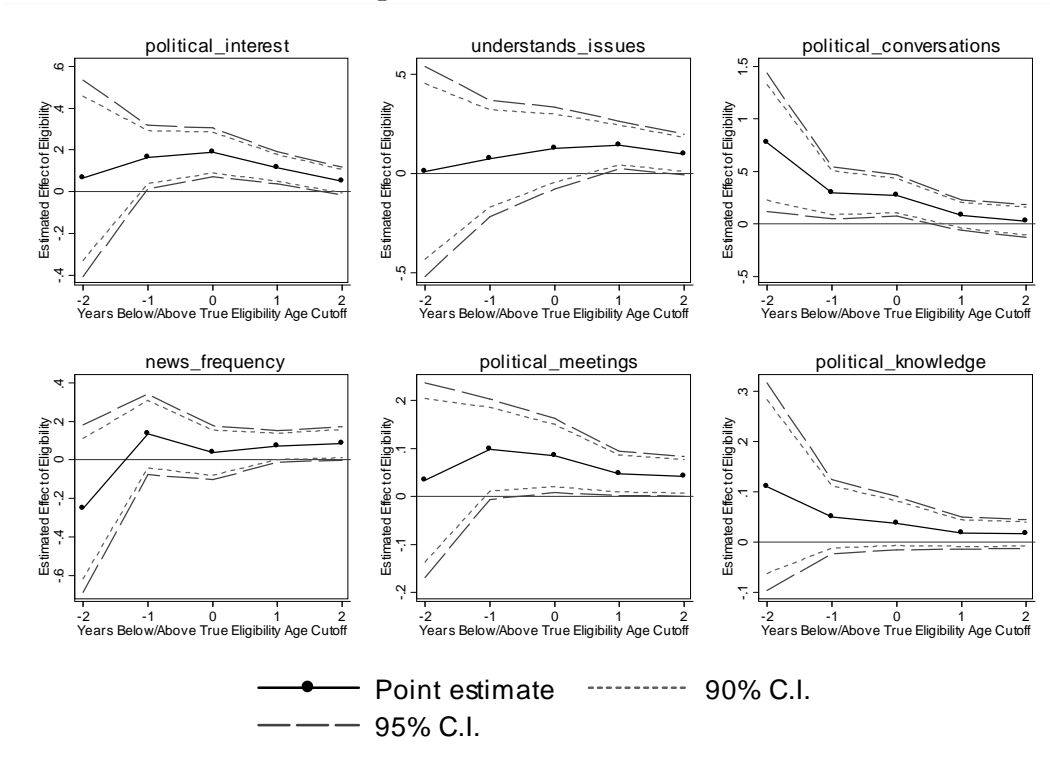 political_interest
Estimated Effect of Eligibility
.6
.4
.2
0
-.2
-.4
-2 -1 0 1 2
Years Below/Above True Eligibility Age Cutoff
understands_issues
Estimated Effect of Eligibility
.5
0
-.5
-2 -1 0 1 2
Years Below/Above True Eligibility Age Cutoff
political_conversations
Estimated Effect of Eligibility
1.5
1
.5
0
-.5
-2 -1 0 1 2
Years Below/Above True Eligibility Age Cutoff
news_frequency
Estimated Effect of Eligibility
.4
.2
0
-.2
-.4
-.6
-2 -1 0 1 2
Years Below/Above True Eligibility Age Cutoff
political_meetings
Estimated Effect of Eligibility
.2
.1
0
-.1
-.2
-2 -1 0 1 2
Years Below/Above True Eligibility Age Cutoff
political_knowledge
Estimated Effect of Eligibility
.3
.2
.1
0
-.1
-2 -1 0 1 2
Years Below/Above True Eligibility Age Cutoff
Point estimate 90% C.I.
95% C.I.